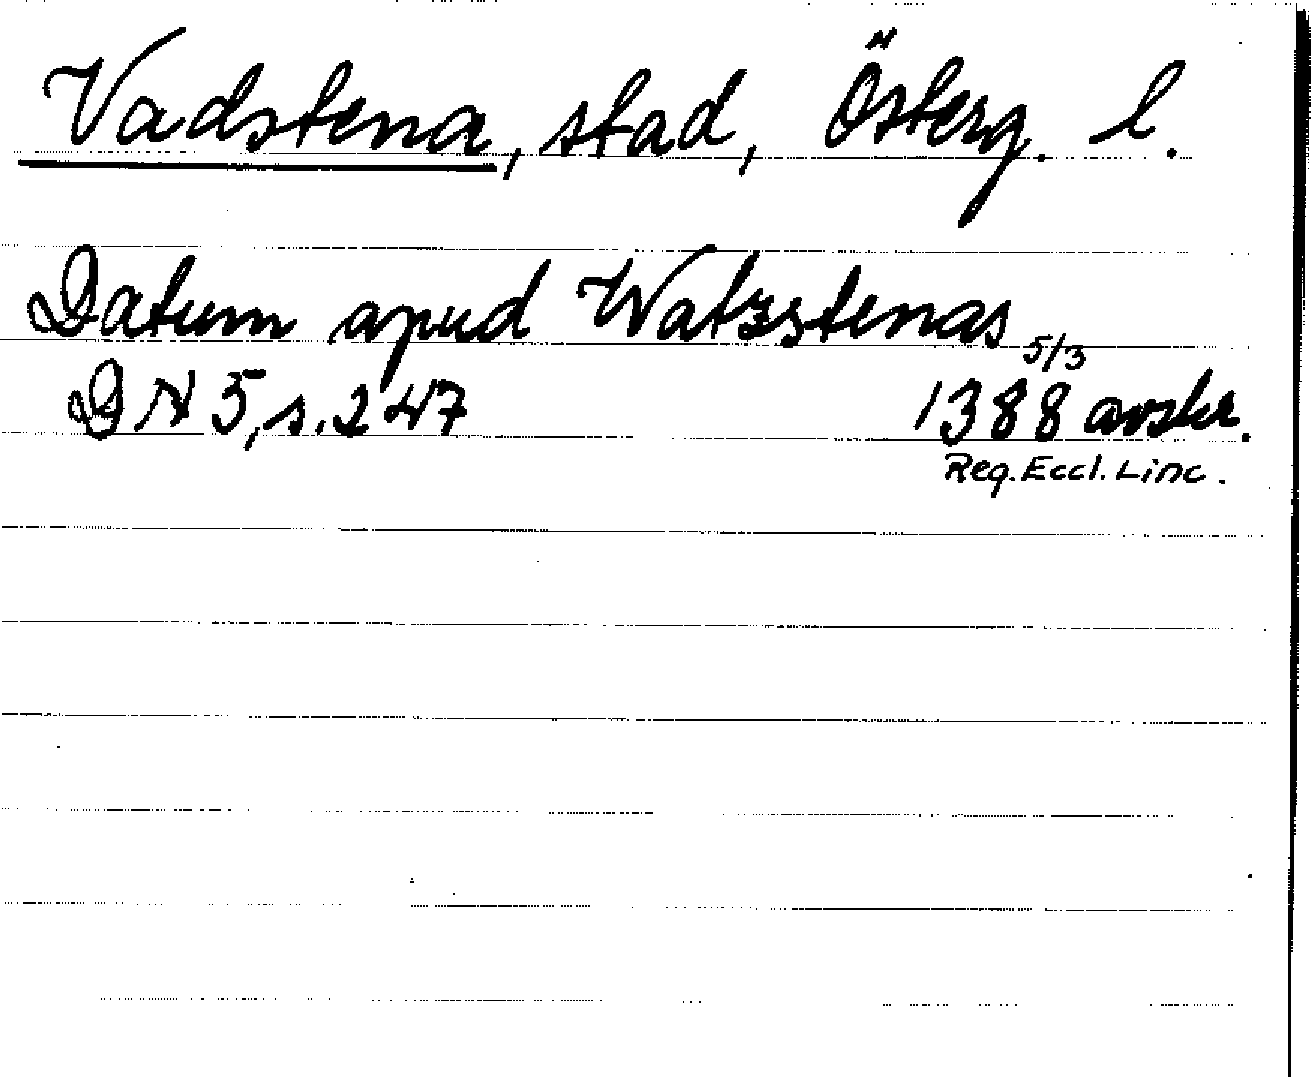 Vadstena, stad, Österg. l.
Datum apud Watzstenas
DN 5, s. 247 5/3 1388 avskr.
Reg. Eccl. Linc.